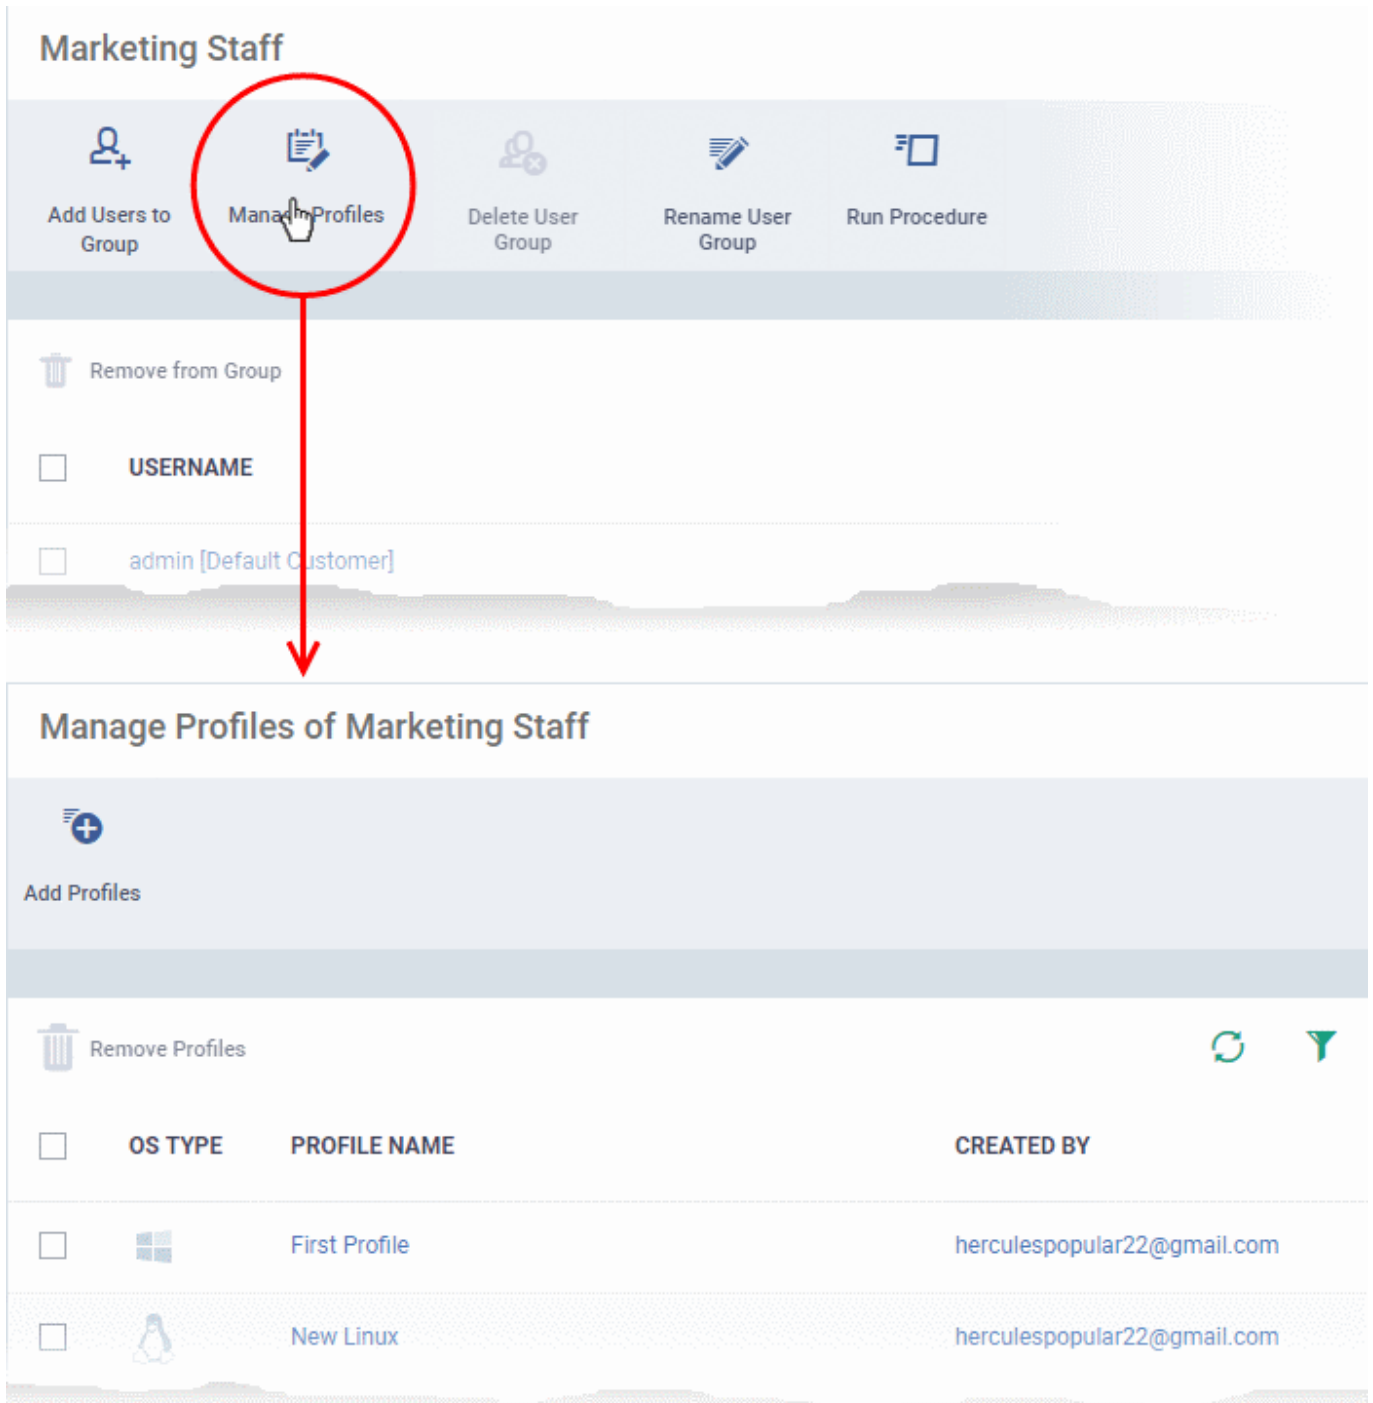 Marketing Staff
Add Users to
Group
Manage Profiles
Delete User
Group
Rename User
Group
Run Procedure
Remove from Group
USERNAME
admin [Default Customer]
Manage Profiles of Marketing Staff
Add Profiles
Remove Profiles
OS TYPE PROFILE NAME CREATED BY
First Profile herculespopular22@gmail.com
New Linux herculespopular22@gmail.com